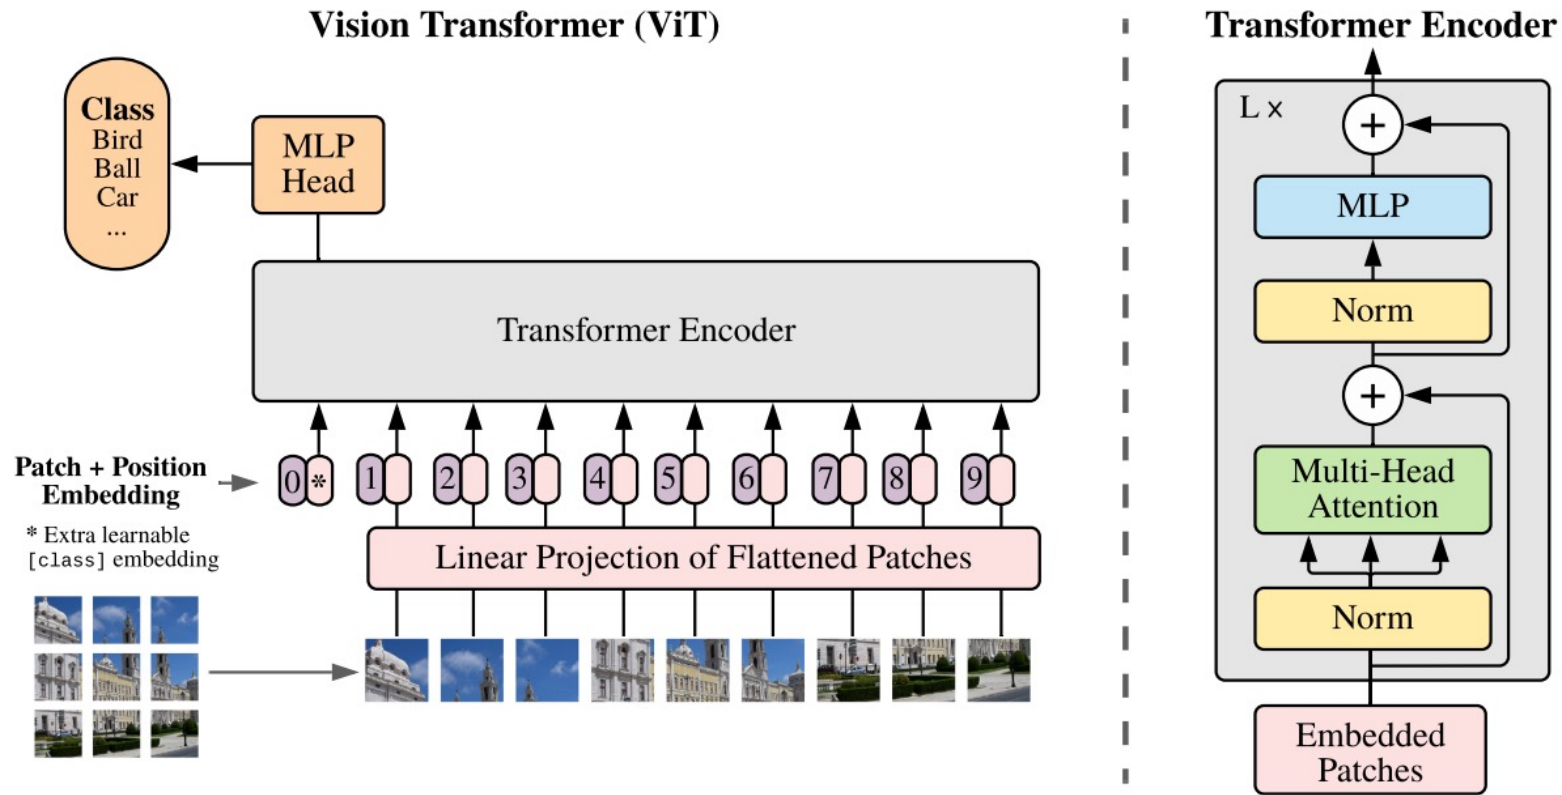 Vision Transformer (ViT)
Class
Bird
Ball
Car
...
MLP
Head
Transformer Encoder
Patch + Position
Embedding
* Extra learnable
[class] embedding
0 * 1 2 3 4 5 6 7 8 9
Linear Projection of Flattened Patches
Transformer Encoder
L ×
+
MLP
Norm
+
Multi-Head
Attention
Norm
Embedded
Patches